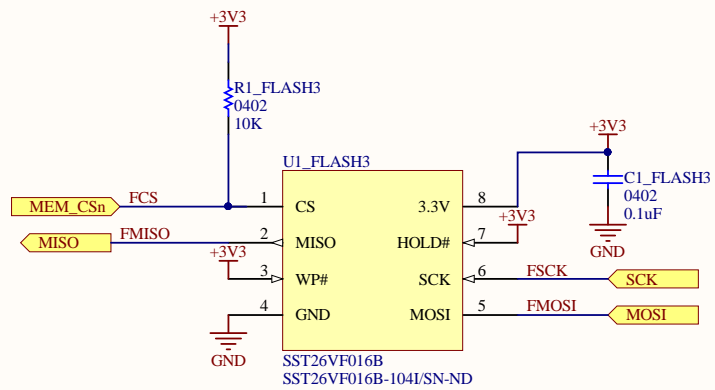 +3V3
R1_FLASH3
0402
10K
+3V3
U1_FLASH3
C1_FLASH3
0402
0.1uF
GND
MEM_CSn
FCS
1
CS
3.3V
8
+3V3
MISO
FMISO
2
MISO
HOLD#
7
+3V3
3
WP#
SCK
6
FSCK
SCK
4
GND
MOSI
5
FMOSI
MOSI
GND
SST26VF016B
SST26VF016B-104I/SN-ND